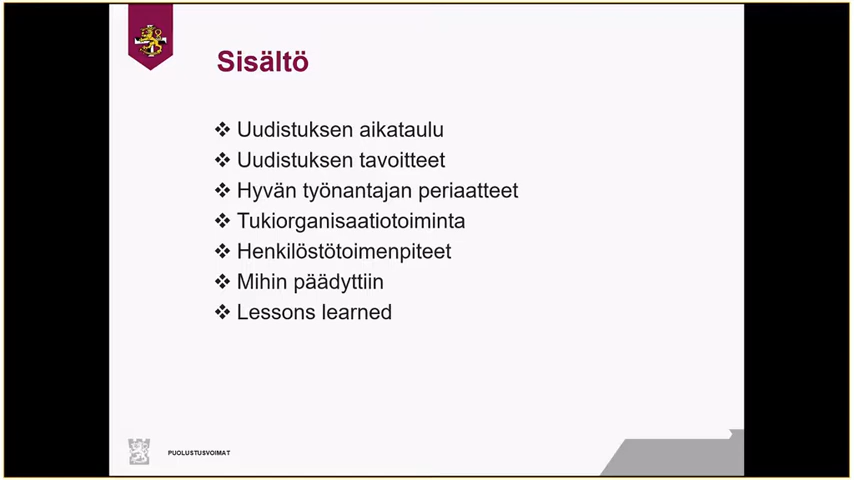 Sisältö
❖ Uudistuksen aikataulu
❖ Uudistuksen tavoitteet
❖ Hyvän työnantajan periaatteet
❖ Tukiorganisaatiotoiminta
❖ Henkilöstötoimenpiteet
❖ Mihin päädyttiin
❖ Lessons learned
PUOLUSTUSVOIMAT